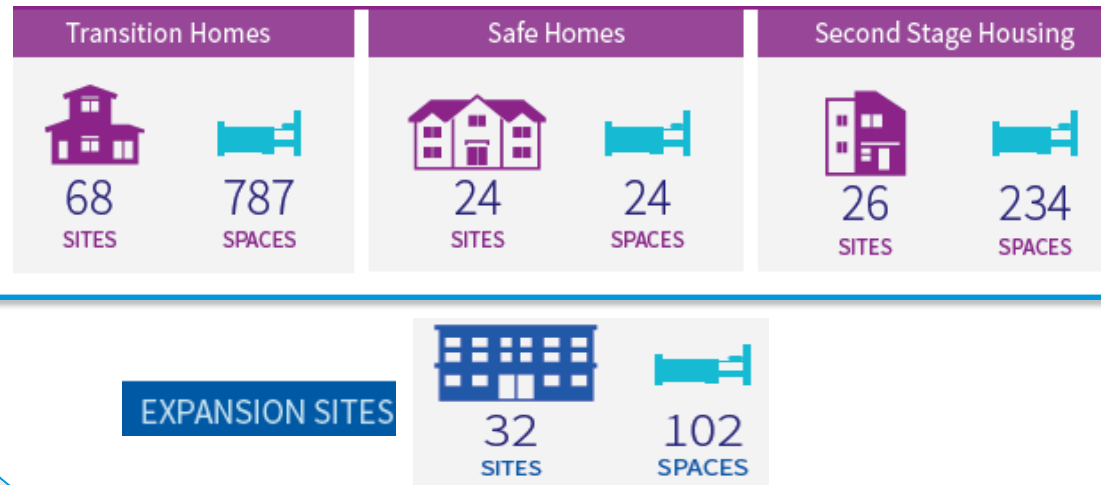 Transition Homes
68 787
SITES SPACES
Safe Homes
24 24
SITES SPACES
Second Stage Housing
26 234
SITES SPACES
EXPANSION SITES
32 102
SITES SPACES